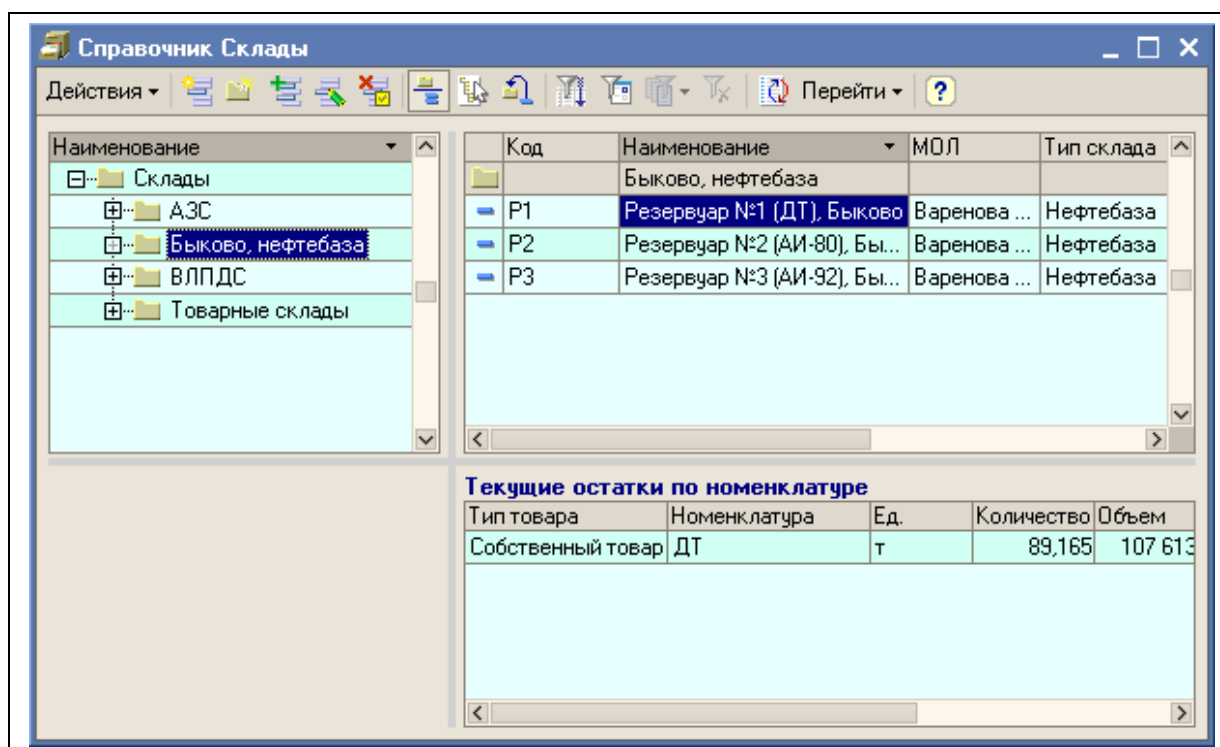 Справочник Склады
Действия Перейти ?
Наименование
Склады
АЗС
Быково, нефтебаза
ВЛПДС
Товарные склады
Код Наименование МОЛ Тип склада
Быково, нефтебаза
Р1 Резервуар №1 (ДТ), Быково Варенова ... Нефтебаза
Р2 Резервуар №2 (АИ-80), Бы... Варенова ... Нефтебаза
Р3 Резервуар №3 (АИ-92), Бы... Варенова ... Нефтебаза
Текущие остатки по номенклатуре
Тип товара Номенклатура Ед. Количество Объем
Собственный товар ДТ т 89,165 107 613